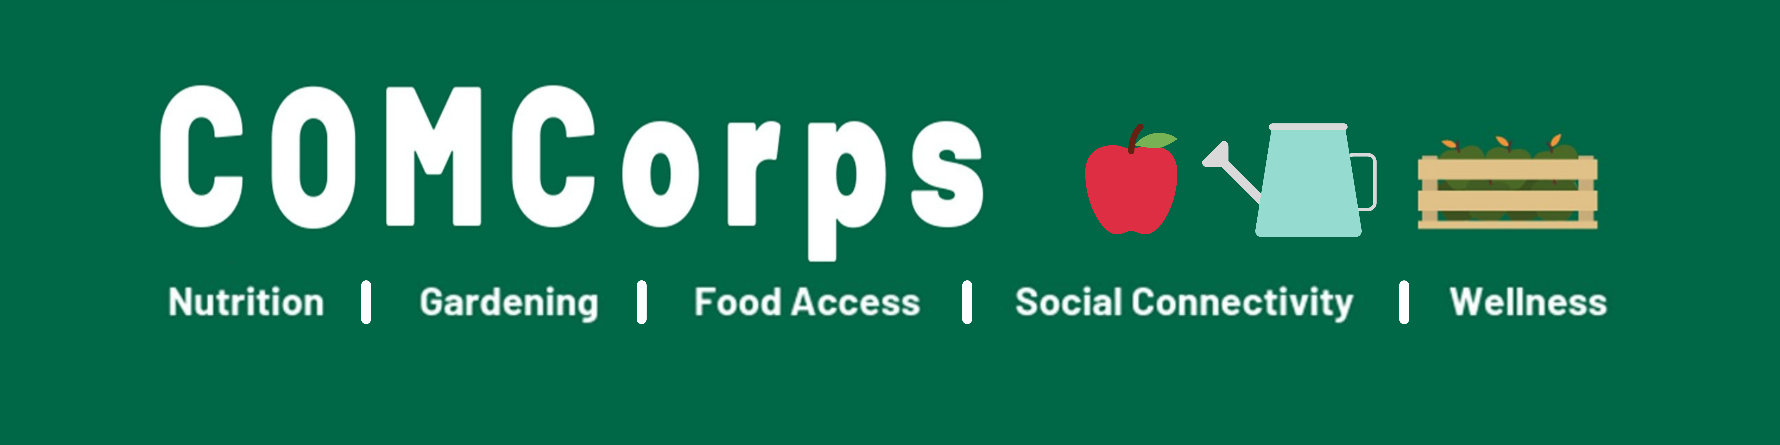 COMCorps
Nutrition | Gardening | Food Access | Social Connectivity | Wellness